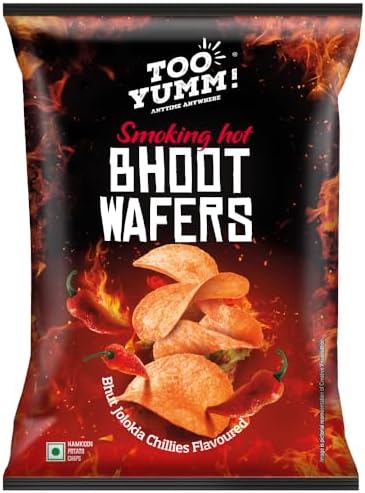 TOO
YUMM!
®
ANYTIME ANYWHERE
Smoking hot
BHOOT
WAFERS
Bhut Jolokia Chillies Flavoured
NAMKEEN
POTATO
CHIPS